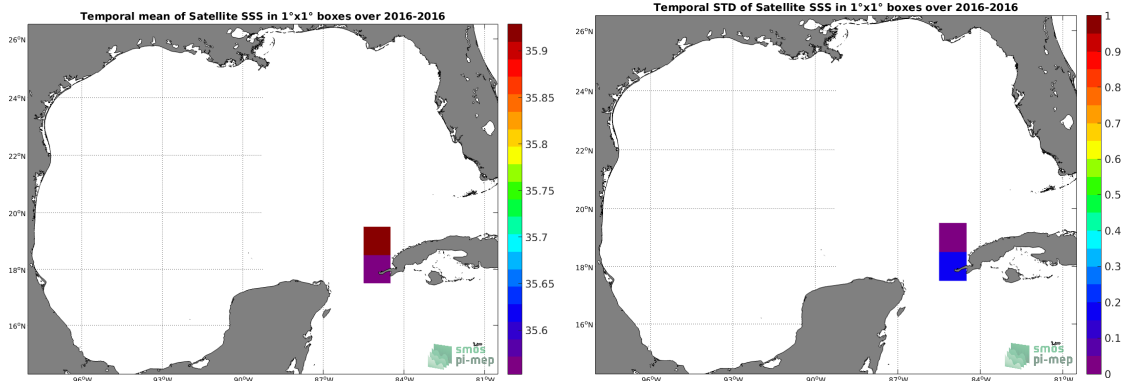 Temporal mean of Satellite SSS in 1°x1° boxes over 2016-2016
26°N
24°N
22°N
20°N
18°N
16°N
96°W 93°W 90°W 87°W 84°W 81°W
35.9
35.85
35.8
35.75
35.7
35.65
35.6
smos
pi-mep
Temporal STD of Satellite SSS in 1°x1° boxes over 2016-2016
26°N
24°N
22°N
20°N
18°N
16°N
96°W 93°W 90°W 87°W 84°W 81°W
1
0.9
0.8
0.7
0.6
0.5
0.4
0.3
0.2
0.1
0
smos
pi-mep